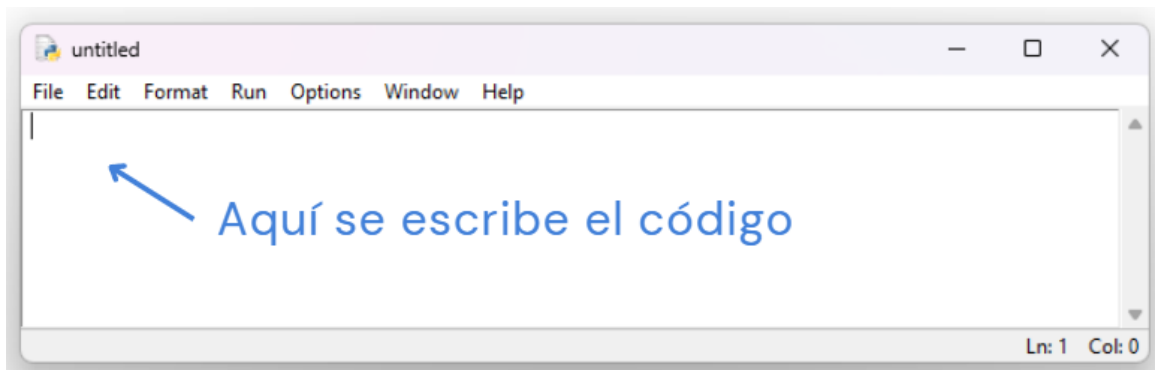 untitled
File Edit Format Run Options Window Help
Aquí se escribe el código
Ln: 1 Col: 0